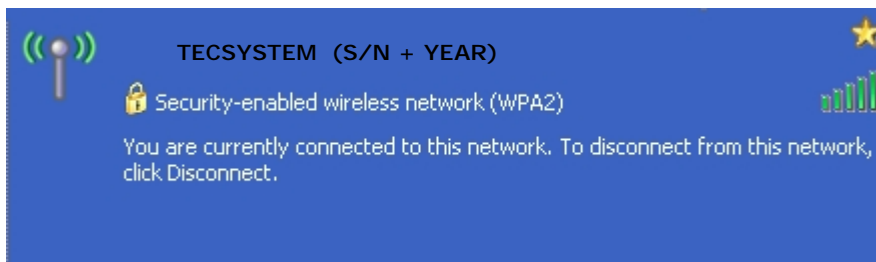 TECSYSTEM (S/N + YEAR)
Security-enabled wireless network (WPA2)
You are currently connected to this network. To disconnect from this network,
click Disconnect.